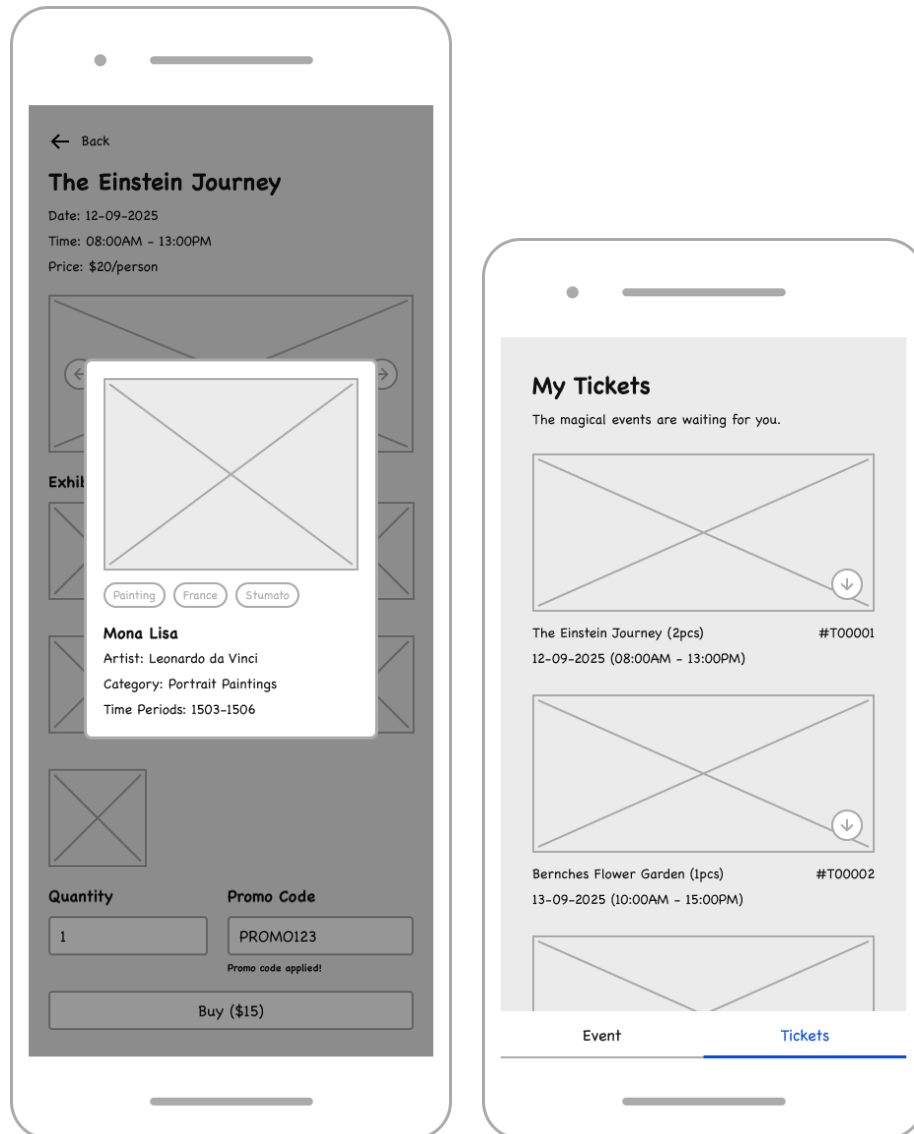 Back
The Einstein Journey
Date: 12-09-2025
Time: 08:00AM - 13:00PM
Price: $20/person
Exhib
Painting France Stumato
Mona Lisa
Artist: Leonardo da Vinci
Category: Portrait Paintings
Time Periods: 1503-1506
Quantity Promo Code
1 PROMO123
Promo code applied!
Buy ($15)
My Tickets
The magical events are waiting for you.
The Einstein Journey (2pcs) #T00001
12-09-2025 (08:00AM - 13:00PM)
Bernches Flower Garden (1pcs) #T00002
13-09-2025 (10:00AM - 15:00PM)
Event Tickets